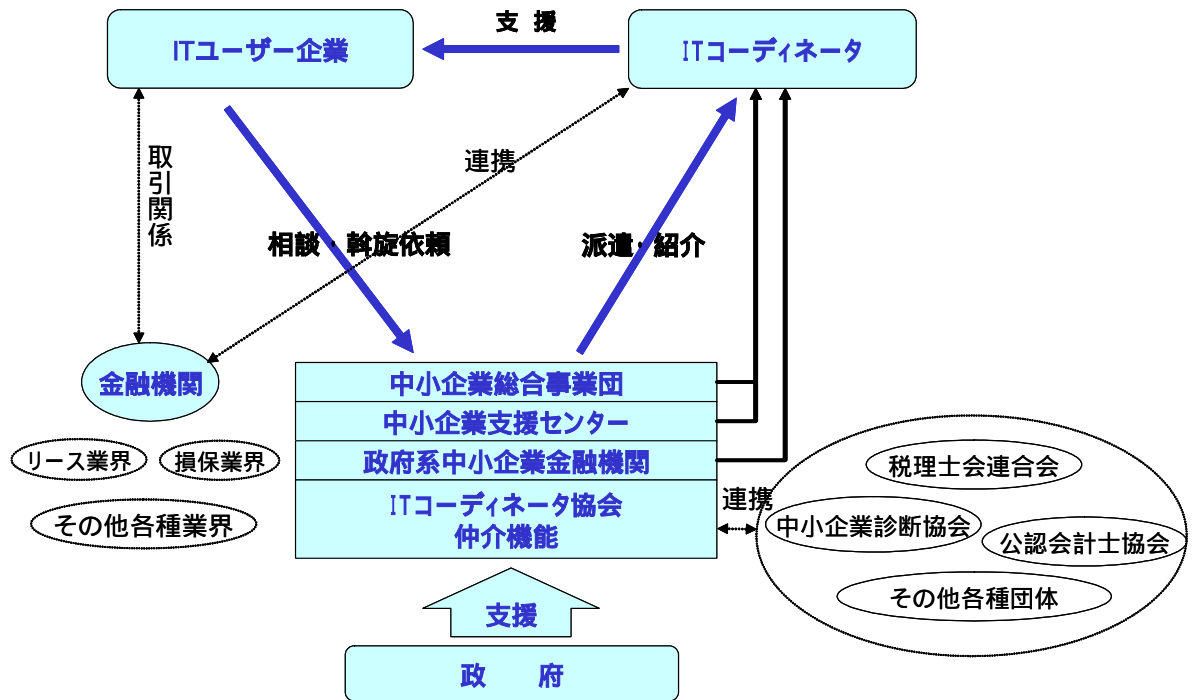 支 援
ITユーザー企業
ITコーディネータ
取引関係
連携
相談・斡旋依頼
派遣・紹介
金融機関
中小企業総合事業団
中小企業支援センター
政府系中小企業金融機関
ITコーディネータ協会
仲介機能
リース業界
損保業界
その他各種業界
連携
税理士会連合会
中小企業診断協会
公認会計士協会
その他各種団体
支援
政 府